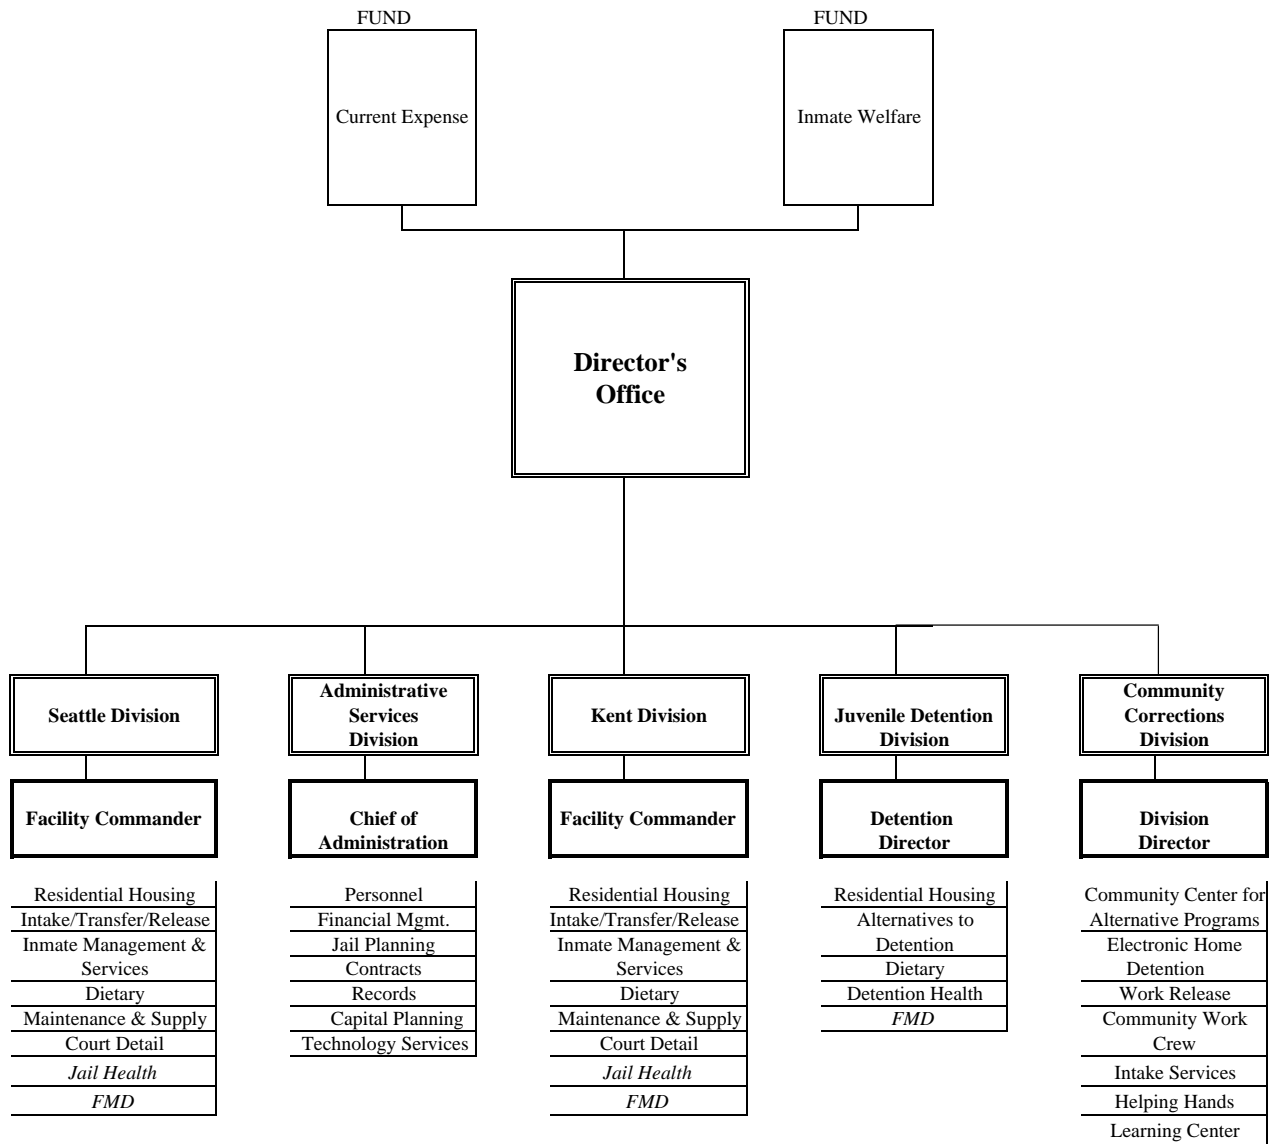 FUND
FUND
Current Expense
Inmate Welfare
Director's
Office
Seattle Division
Administrative
Services
Division
Kent Division
Juvenile Detention
Division
Community
Corrections
Division
Facility Commander
Chief of
Administration
Facility Commander
Detention
Director
Division
Director
Residential Housing
Intake/Transfer/Release
Inmate Management &
Services
Dietary
Maintenance & Supply
Court Detail
Jail Health
FMD
Personnel
Financial Mgmt.
Jail Planning
Contracts
Records
Capital Planning
Technology Services
Residential Housing
Intake/Transfer/Release
Inmate Management &
Services
Dietary
Maintenance & Supply
Court Detail
Jail Health
FMD
Residential Housing
Alternatives to
Detention
Dietary
Detention Health
FMD
Community Center for
Alternative Programs
Electronic Home
Detention
Work Release
Community Work
Crew
Intake Services
Helping Hands
Learning Center